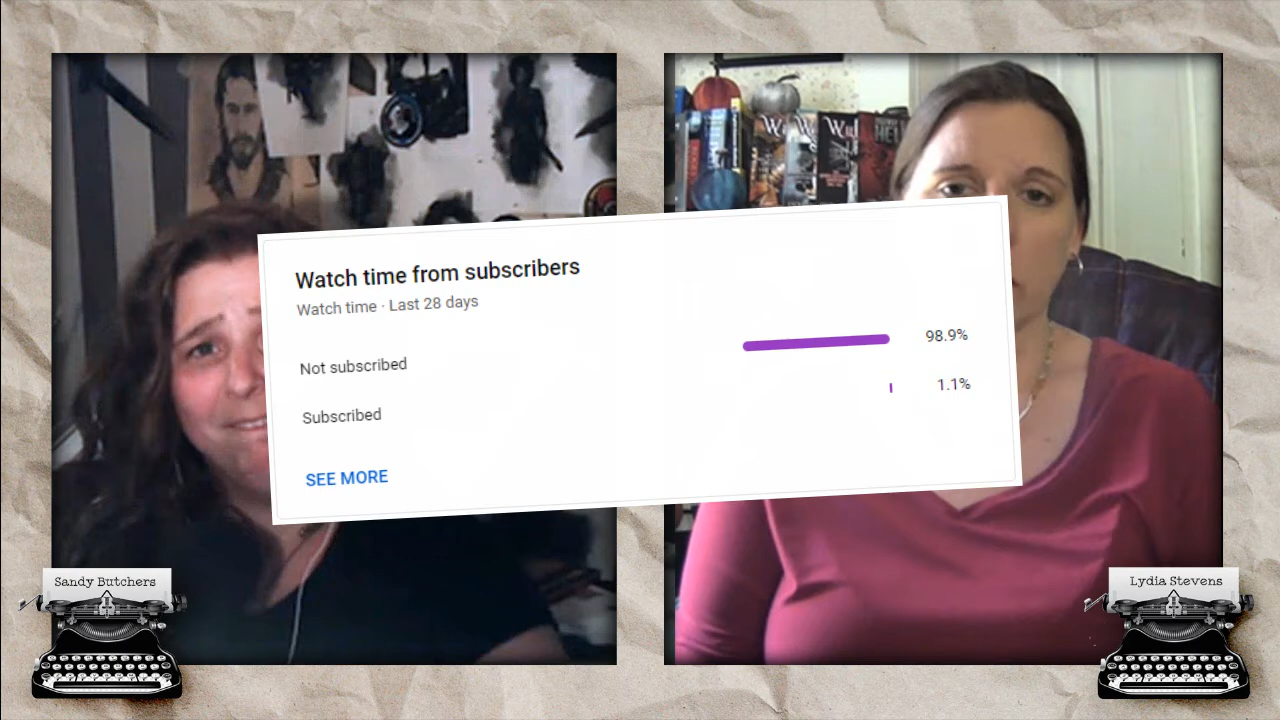 Watch time from subscribers
Watch time · Last 28 days
Not subscribed 98.9%
Subscribed 1.1%
SEE MORE
Sandy Butchers
Lydia Stevens